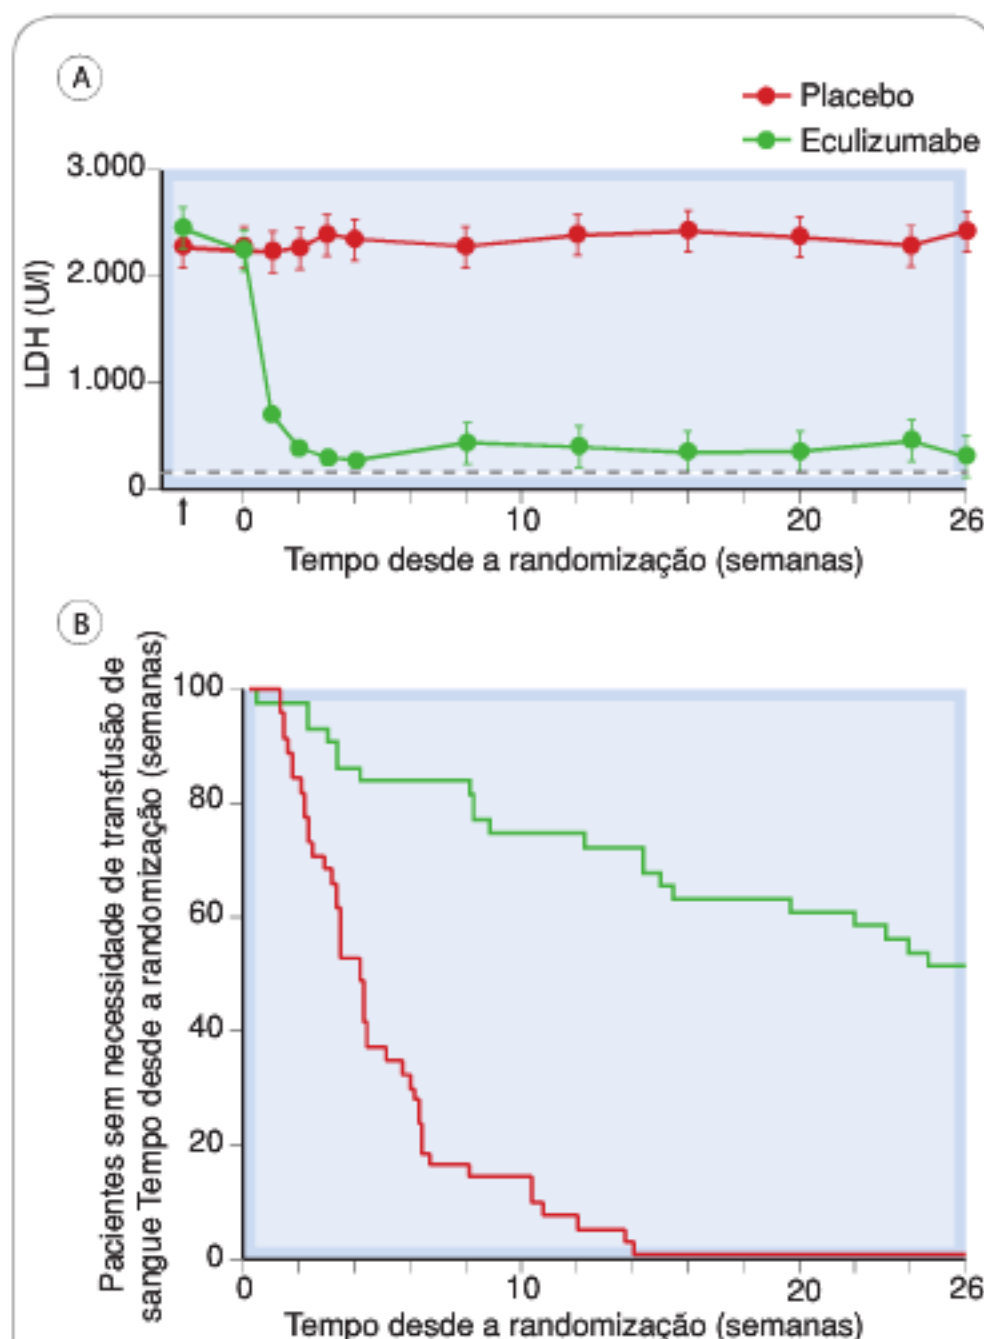 A
Placebo
Eculizumabe
3.000
2.000
1.000
0
LDH (U/l)
0
10
20
26
Tempo desde a randomização (semanas)
B
Pacientes sem necessidade de transfusão de
sangue Tempo desde a randomização (semanas)
100
80
60
40
20
0
0
10
20
26
Tempo desde a randomização (semanas)